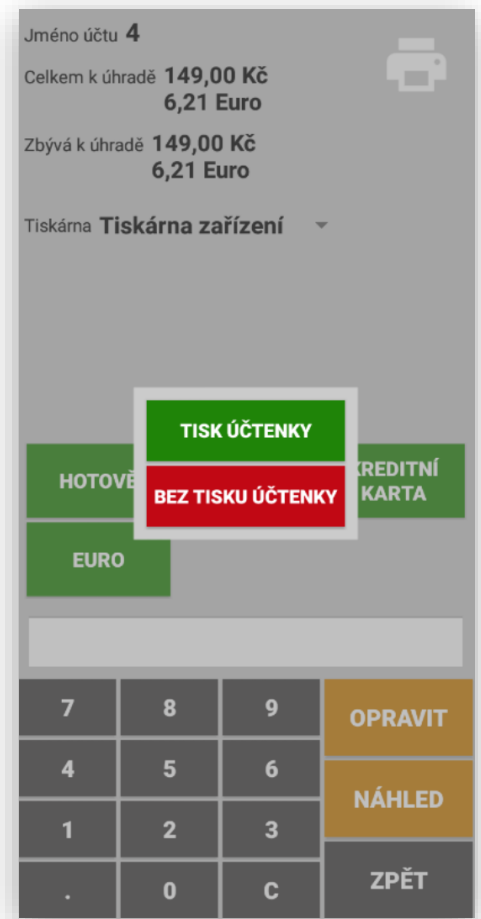 Jméno účtu 4
Celkem k úhradě 149,00 Kč
6,21 Euro
Zbývá k úhradě 149,00 Kč
6,21 Euro
Tiskárna Tiskárna zařízení
TISK ÚČTENKY
BEZ TISKU ÚČTENKY
KREDITNÍ
KARTA
EURO
7 8 9 OPRAVIT
4 5 6
NÁHLED
1 2 3
ZPĚT
. 0 C